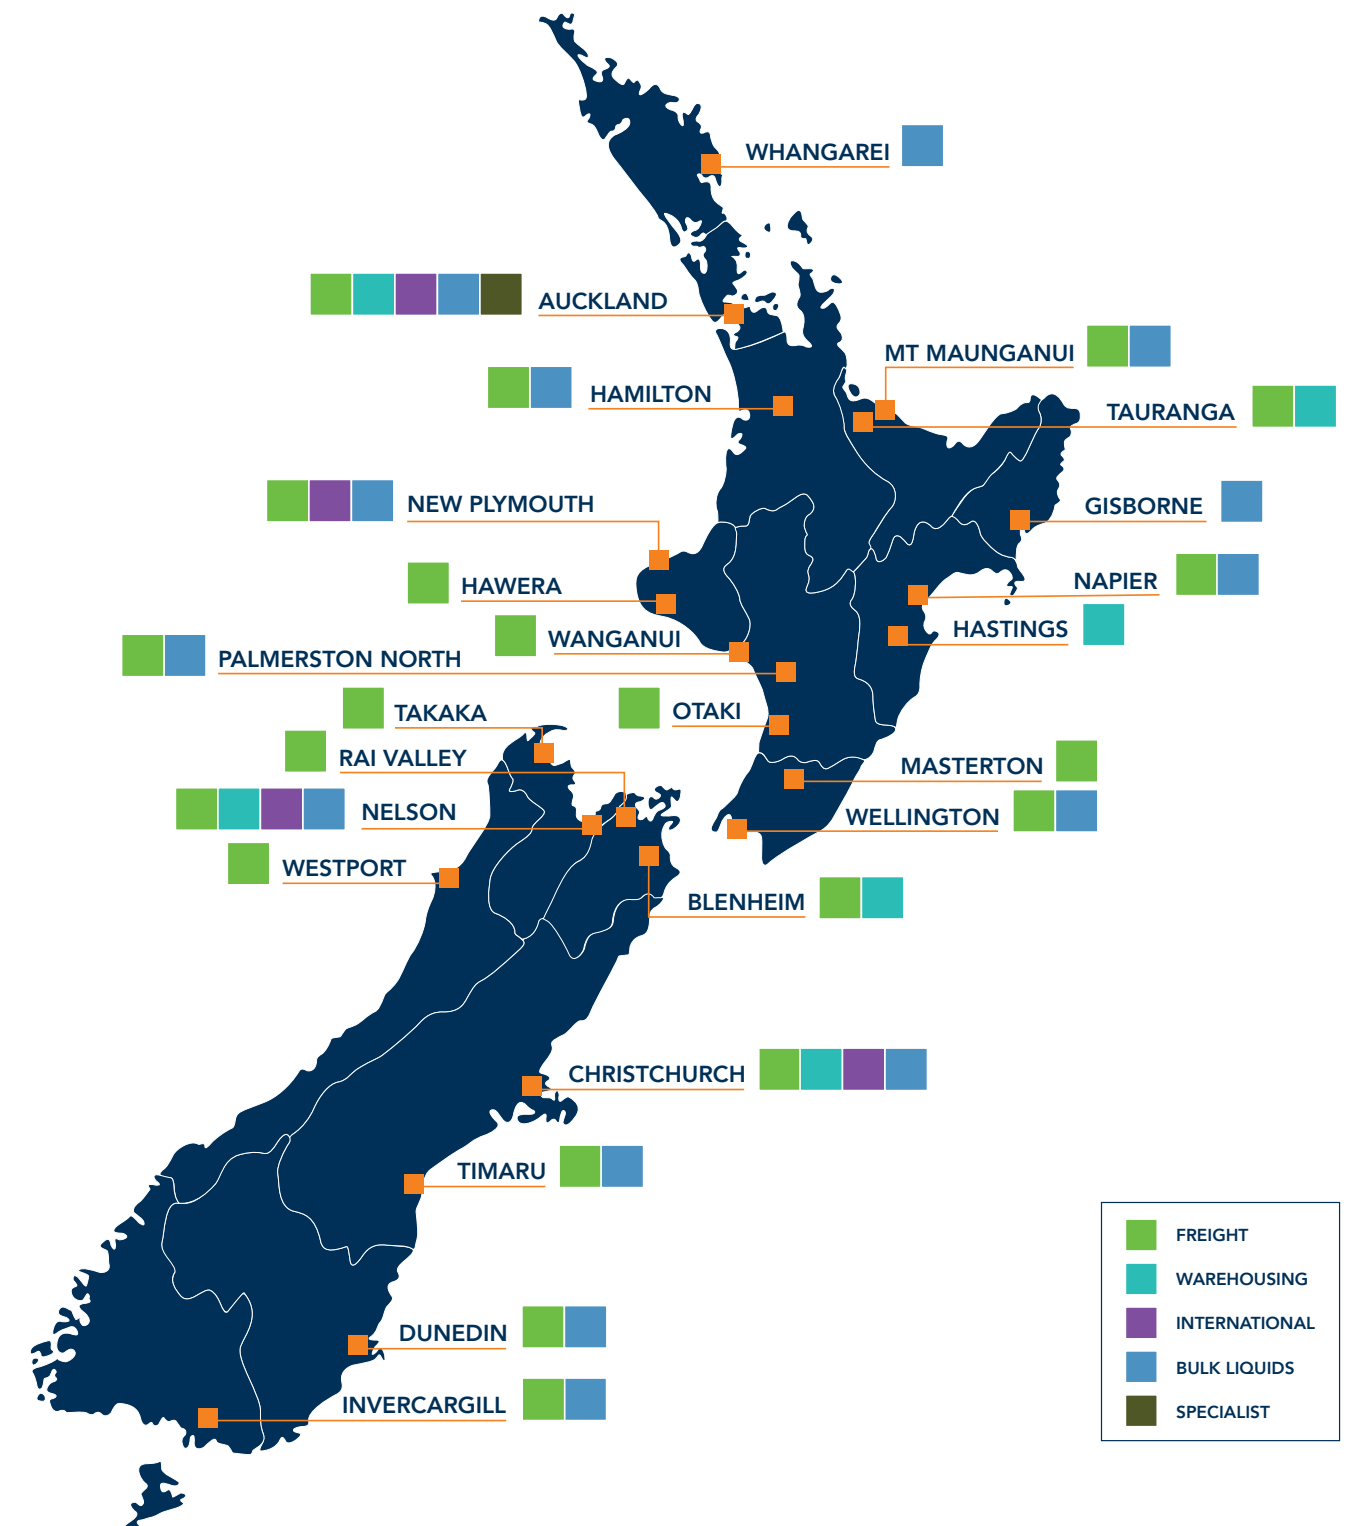 WHANGAREI
AUCKLAND
MT MAUNGANUI
HAMILTON
TAURANGA
NEW PLYMOUTH
GISBORNE
HAWERA
NAPIER
WANGANUI
HASTINGS
PALMERSTON NORTH
TAKAKA
OTAKI
RAI VALLEY
MASTERTON
NELSON
WELLINGTON
WESTPORT
BLENHEIM
CHRISTCHURCH
TIMARU
DUNEDIN
INVERCARGILL
FREIGHT
WAREHOUSING
INTERNATIONAL
BULK LIQUIDS
SPECIALIST